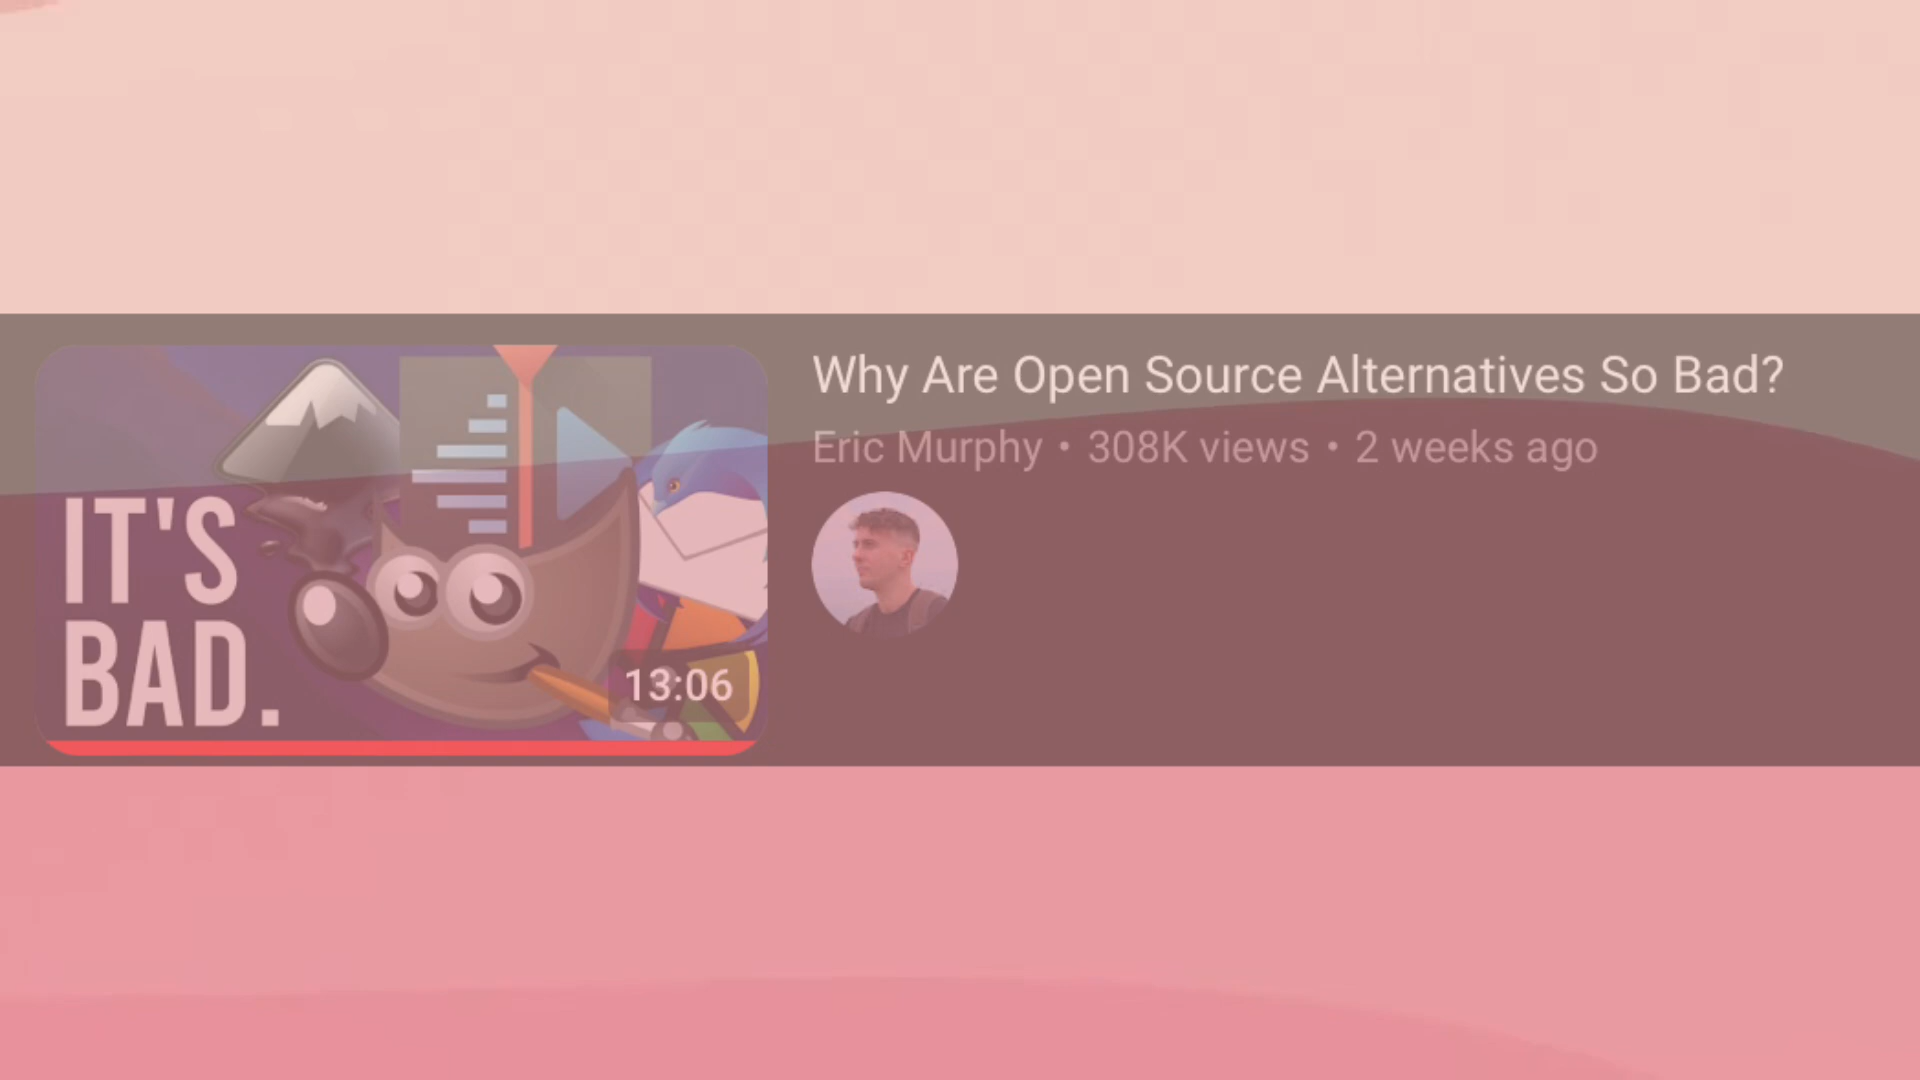 Why Are Open Source Alternatives So Bad?
Eric Murphy • 308K views • 2 weeks ago
IT'S
BAD.
13:06